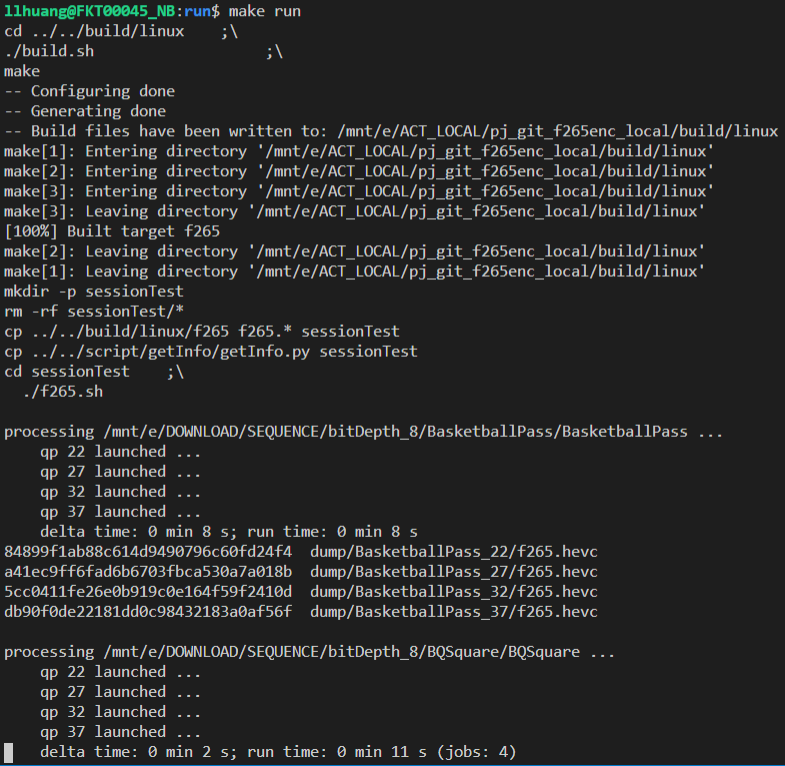 llhuang@FKT00045_NB:run$ make run
cd ../../build/linux    ;\
./build.sh                   ;\
make
-- Configuring done
-- Generating done
-- Build files have been written to: /mnt/e/ACT_LOCAL/pj_git_f265enc_local/build/linux
make[1]: Entering directory '/mnt/e/ACT_LOCAL/pj_git_f265enc_local/build/linux'
make[2]: Entering directory '/mnt/e/ACT_LOCAL/pj_git_f265enc_local/build/linux'
make[3]: Entering directory '/mnt/e/ACT_LOCAL/pj_git_f265enc_local/build/linux'
make[3]: Leaving directory '/mnt/e/ACT_LOCAL/pj_git_f265enc_local/build/linux'
[100%] Built target f265
make[2]: Leaving directory '/mnt/e/ACT_LOCAL/pj_git_f265enc_local/build/linux'
make[1]: Leaving directory '/mnt/e/ACT_LOCAL/pj_git_f265enc_local/build/linux'
mkdir -p sessionTest
rm -rf sessionTest/*
cp ../../build/linux/f265 f265.* sessionTest
cp ../../script/getInfo/getInfo.py sessionTest
cd sessionTest    ;\
  ./f265.sh

processing /mnt/e/DOWNLOAD/SEQUENCE/bitDepth_8/BasketballPass/BasketballPass ...
    qp 22 launched ...
    qp 27 launched ...
    qp 32 launched ...
    qp 37 launched ...
    delta time: 0 min 8 s; run time: 0 min 8 s
84899f1ab88c614d9490796c60fd24f4  dump/BasketballPass_22/f265.hevc
a41ec9ff6fad6b6703fbca530a7a018b  dump/BasketballPass_27/f265.hevc
5cc0411fe26e0b919c0e164f59f2410d  dump/BasketballPass_32/f265.hevc
db90f0de22181dd0c98432183a0af56f  dump/BasketballPass_37/f265.hevc

processing /mnt/e/DOWNLOAD/SEQUENCE/bitDepth_8/BQSquare/BQSquare ...
    qp 22 launched ...
    qp 27 launched ...
    qp 32 launched ...
    qp 37 launched ...
    delta time: 0 min 2 s; run time: 0 min 11 s (jobs: 4)